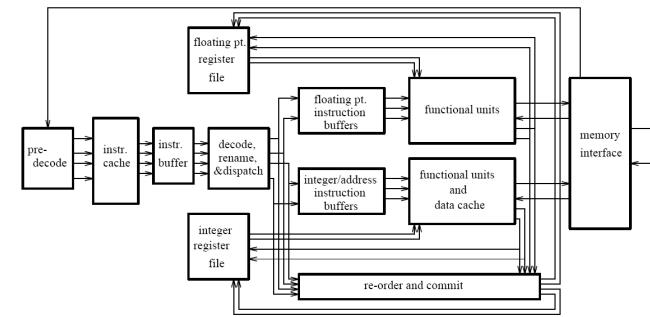 floating pt.
register
file
pre-
decode
instr.
cache
instr.
buffer
decode,
rename,
&dispatch
floating pt.
instruction
buffers
functional units
memory
interface
integer/address
instruction
buffers
functional units
and
data cache
integer
register
file
re-order and commit